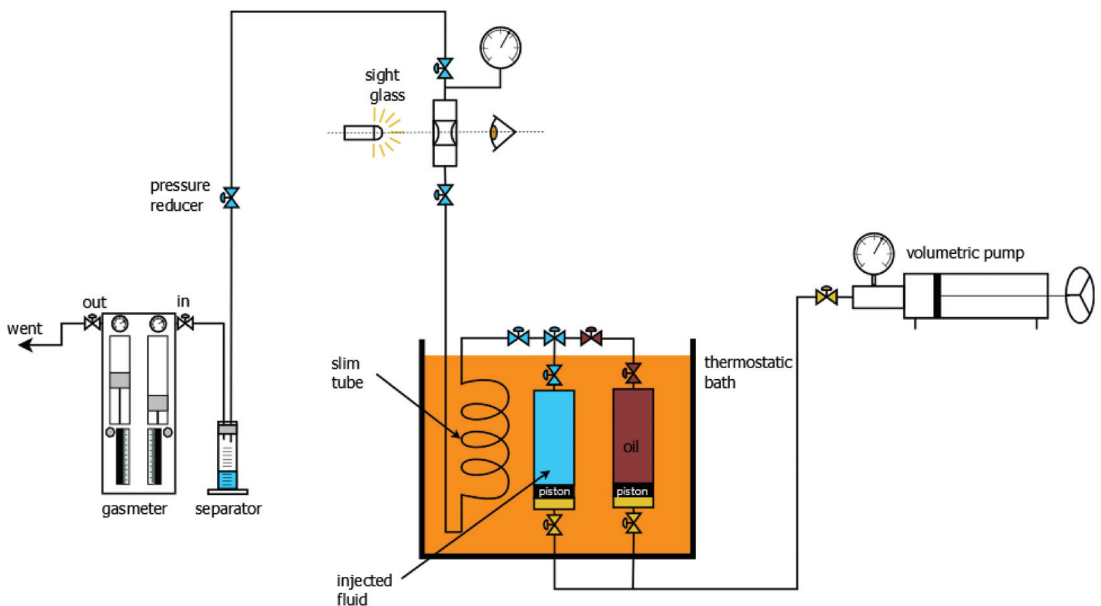 sight
glass
pressure
reducer
volumetric pump
out
in
went
slim
tube
thermostatic
bath
oil
piston
piston
gasmeter
separator
injected
fluid